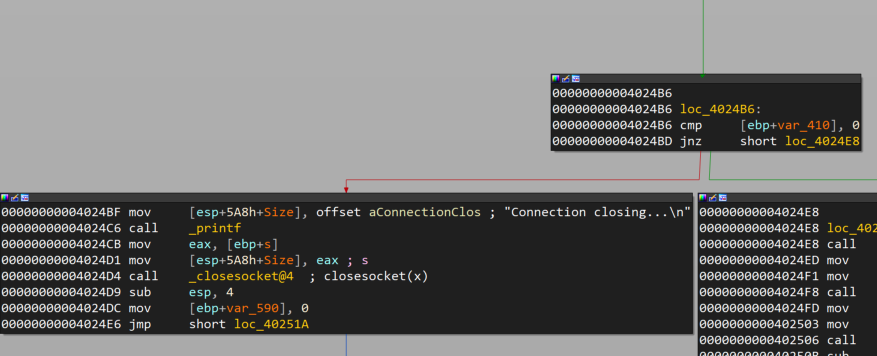 00000000004024B6
00000000004024B6 loc_4024B6:
00000000004024B6 cmp [ebp+var_410], 0
00000000004024BD jnz short loc_4024E8
00000000004024BF mov [esp+5A8h+Size], offset aConnectionClos ; "Connection closing...\n"
00000000004024C6 call _printf
00000000004024CB mov eax, [ebp+s]
00000000004024D1 mov [esp+5A8h+Size], eax ; s
00000000004024D4 call _closesocket@4 ; closesocket(x)
00000000004024D9 sub esp, 4
00000000004024DC mov [ebp+var_590], 0
00000000004024E6 jmp short loc_40251A
00000000004024E8
00000000004024E8 loc_402
00000000004024E8 call
00000000004024ED mov
00000000004024F1 mov
00000000004024F8 call
00000000004024FD mov
0000000000402503 mov
0000000000402506 call
000000000040250B sub